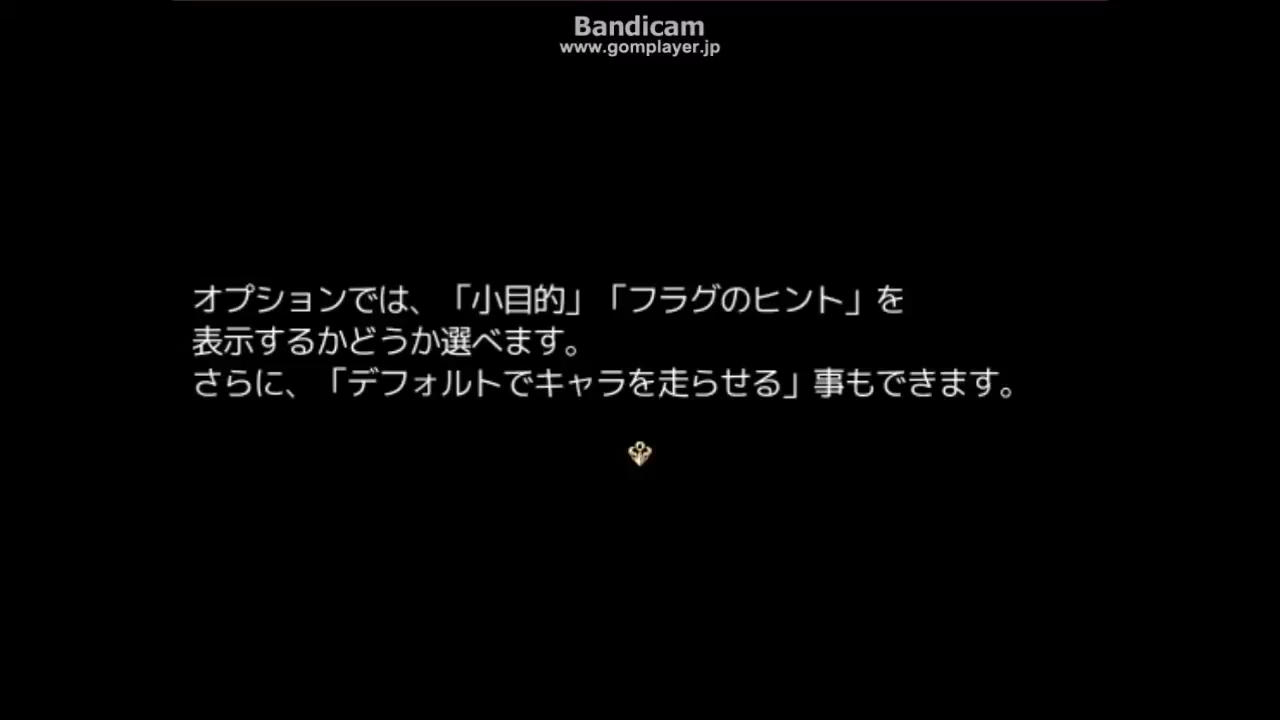 Bandicam
www.gomplayer.jp
オプションでは、「小目的」「フラグのヒント」を
表示するかどうか選べます。
さらに、「デフォルトでキャラを走らせる」事もできます。